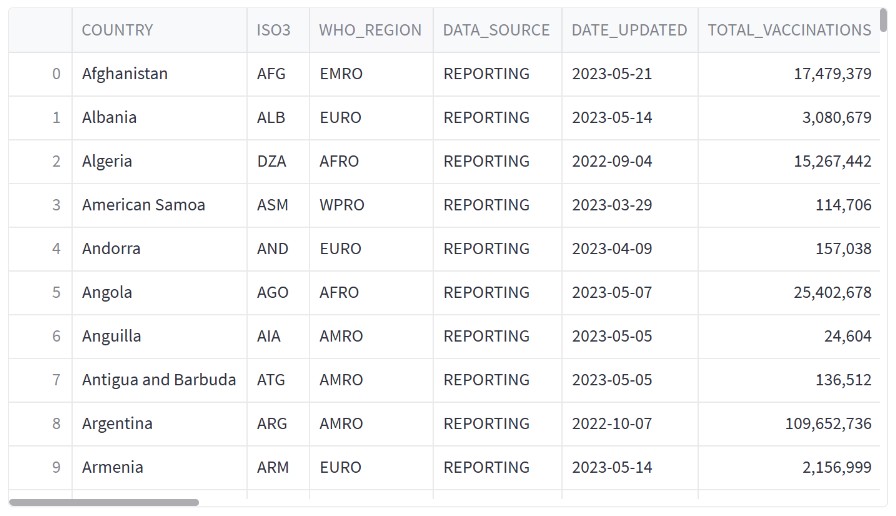 COUNTRY ISO3 WHO_REGION DATA_SOURCE DATE_UPDATED TOTAL_VACCINATIONS
0 Afghanistan AFG EMRO REPORTING 2023-05-21 17,479,379
1 Albania ALB EURO REPORTING 2023-05-14 3,080,679
2 Algeria DZA AFRO REPORTING 2022-09-04 15,267,442
3 American Samoa ASM WPRO REPORTING 2023-03-29 114,706
4 Andorra AND EURO REPORTING 2023-04-09 157,038
5 Angola AGO AFRO REPORTING 2023-05-07 25,402,678
6 Anguilla AIA AMRO REPORTING 2023-05-05 24,604
7 Antigua and Barbuda ATG AMRO REPORTING 2023-05-05 136,512
8 Argentina ARG AMRO REPORTING 2022-10-07 109,652,736
9 Armenia ARM EURO REPORTING 2023-05-14 2,156,999